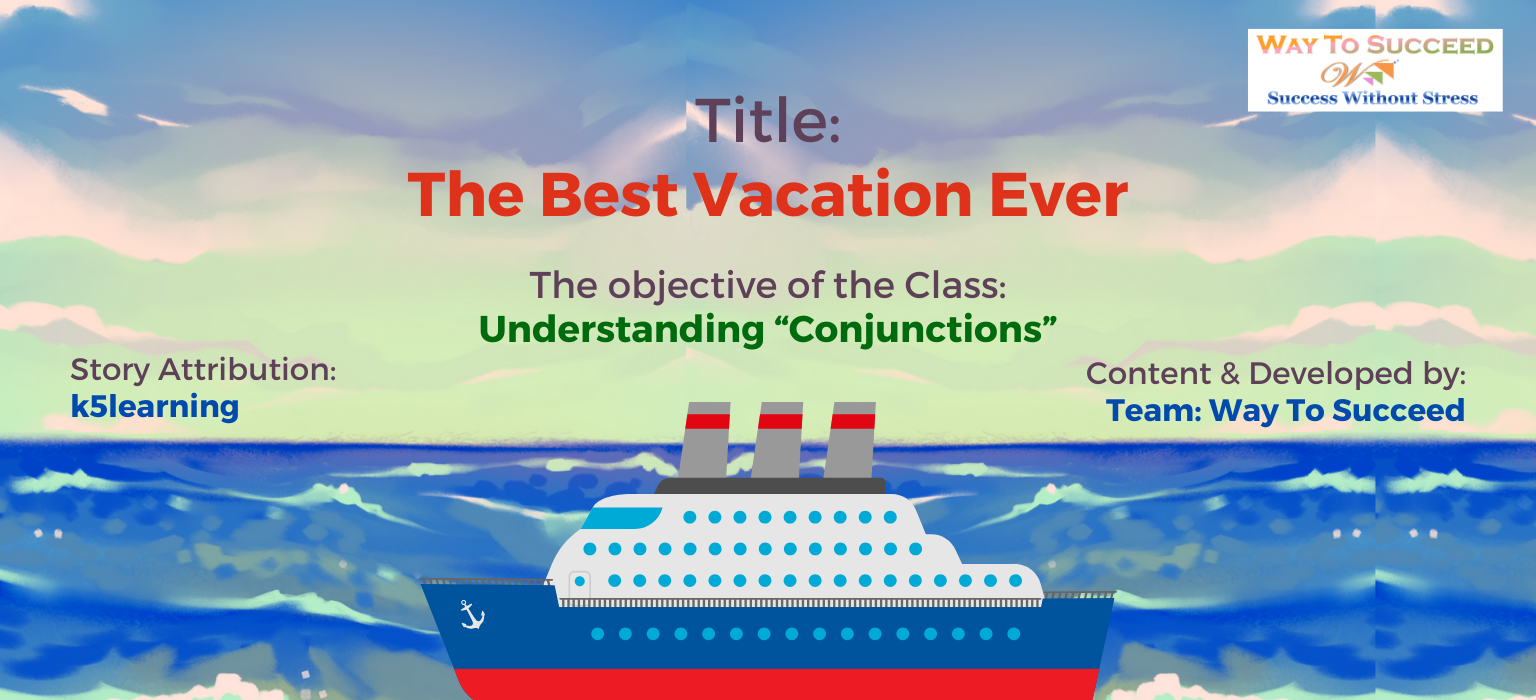 WAY TO SUCCEED
W
Success Without Stress
Title:
The Best Vacation Ever
The objective of the Class:
Understanding “Conjunctions”
Story Attribution:
k5learning
Content & Developed by:
Team: Way To Succeed